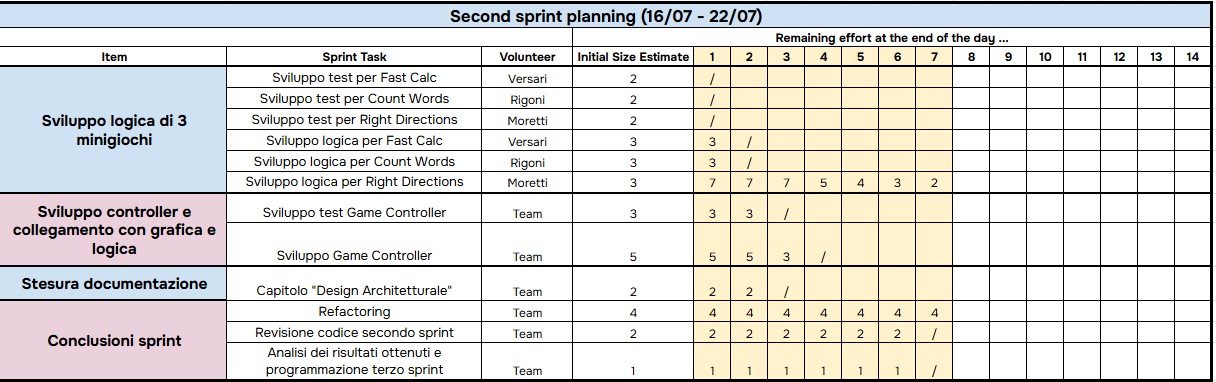 Second sprint planning (16/07 - 22/07)
Remaining effort at the end of the day ...
Item Sprint Task Volunteer Initial Size Estimate 1 2 3 4 5 6 7 8 9 10 11 12 13 14
Sviluppo logica di 3 minigiochi
Sviluppo test per Fast Calc Versari 2 /
Sviluppo test per Count Words Rigoni 2 /
Sviluppo test per Right Directions Moretti 2 /
Sviluppo logica per Fast Calc Versari 3 3 /
Sviluppo logica per Count Words Rigoni 3 3 /
Sviluppo logica per Right Directions Moretti 3 7 7 7 5 4 3 2
Sviluppo controller e
collegamento con grafica e
logica
Sviluppo test Game Controller Team 3 3 3 /
Sviluppo Game Controller Team 5 5 5 3 /
Stesura documentazione
Capitolo "Design Architetturale" Team 2 2 2 /
Conclusioni sprint
Refactoring Team 4 4 4 4 4 4 4 4
Revisione codice secondo sprint Team 2 2 2 2 2 2 2 /
Analisi dei risultati ottenuti e
programmazione terzo sprint Team 1 1 1 1 1 1 1 /